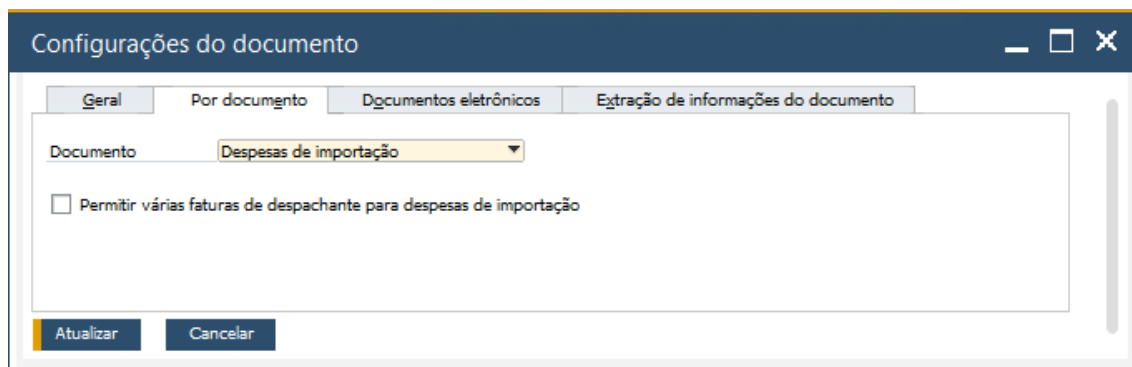 Configurações do documento
Geral Por documento Documentos eletrônicos Extração de informações do documento
Documento Despesas de importação
Permitir várias faturas de despachante para despesas de importação
Atualizar Cancelar